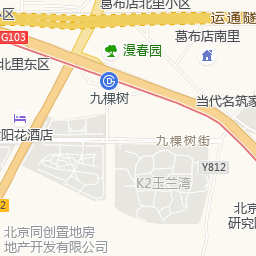 葛布店北里小区
小区
运通隧
G103
葛布店南里
漫春园
北里东区
九棵树
当代名筑家
阳花酒店
九棵树街
Y812
K2玉兰湾
2
北京
研究院
北京同创置地房
地产开发有限公司